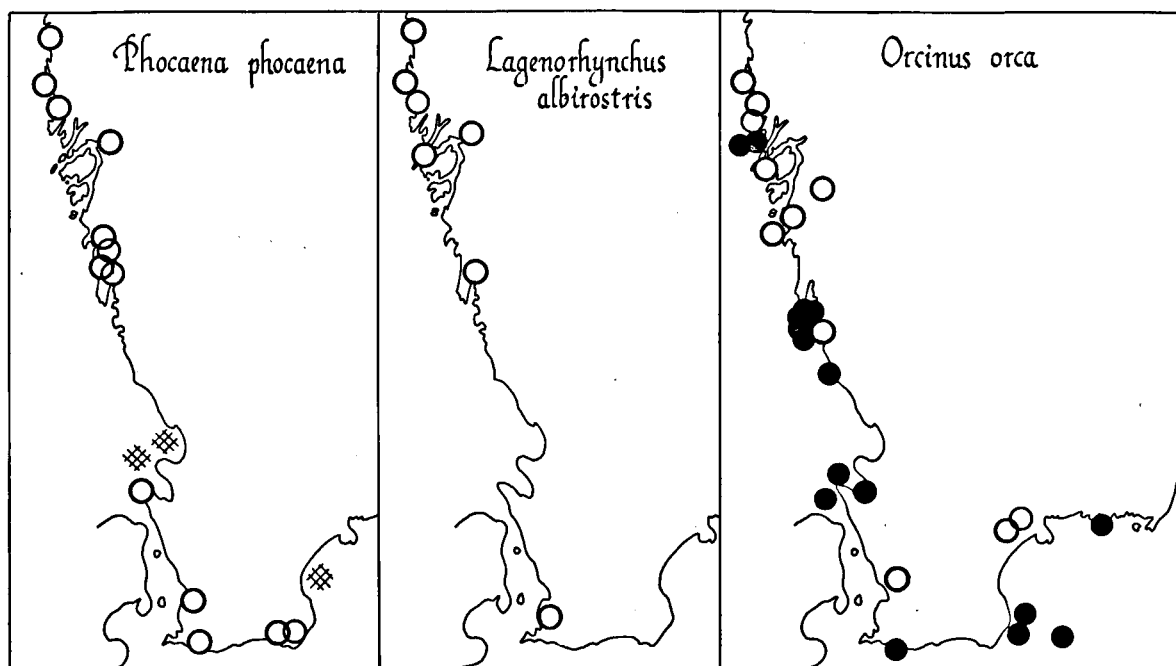 Phocaena phocaena
Lagenorhynchus
albirostris
Orcinus orca